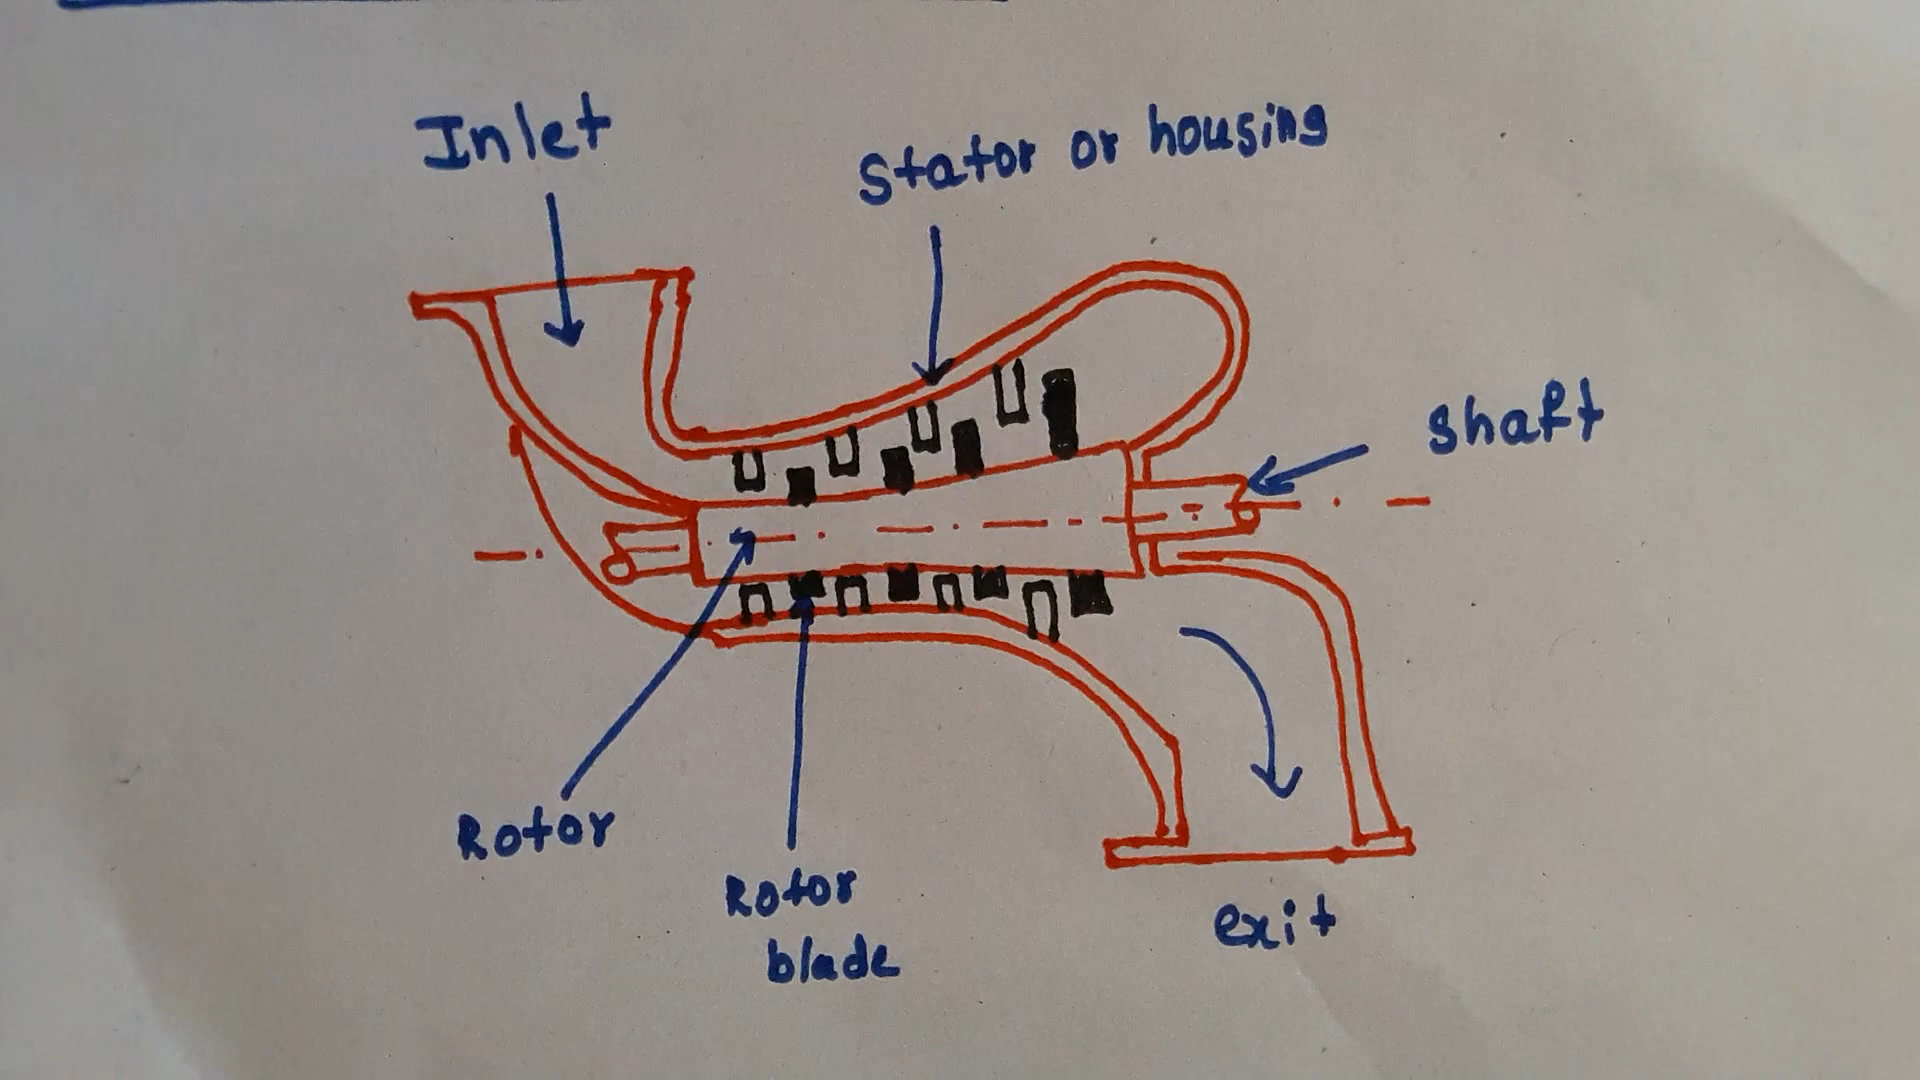 Inlet
Stator or housing
Shaft
Rotor
Rotor
blade
exit